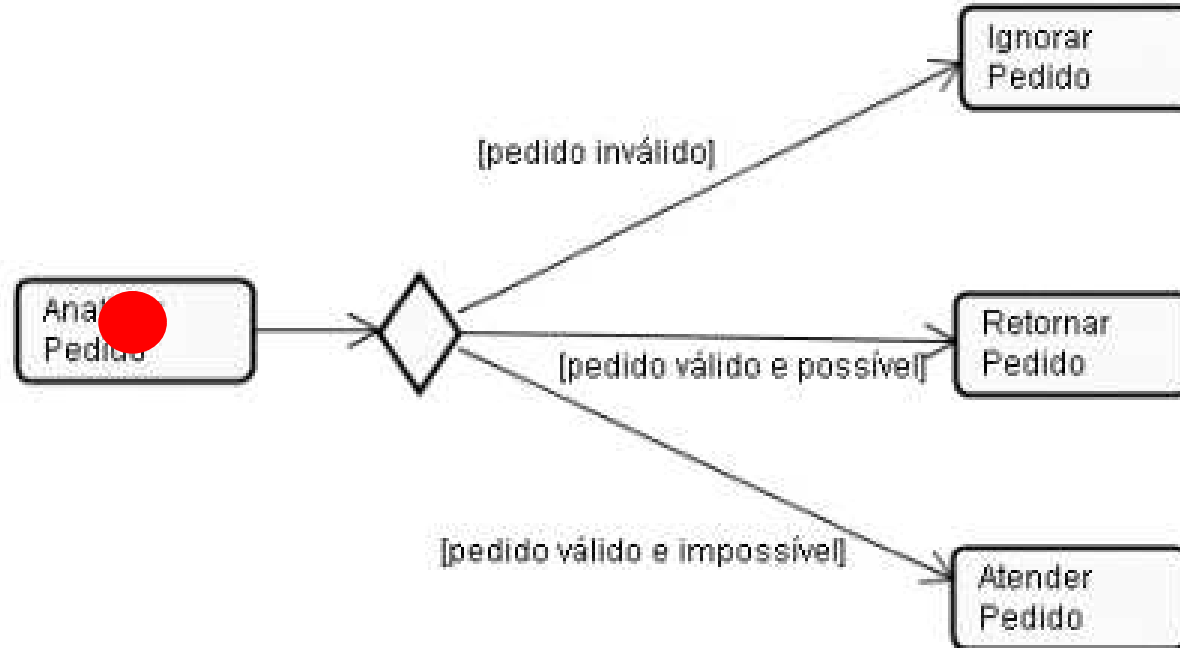 Ignorar
Pedido
[pedido inválido]
Pedido
Retornar
Pedido
[pedido válido e possível]
[pedido válido e impossível]
Atender
Pedido